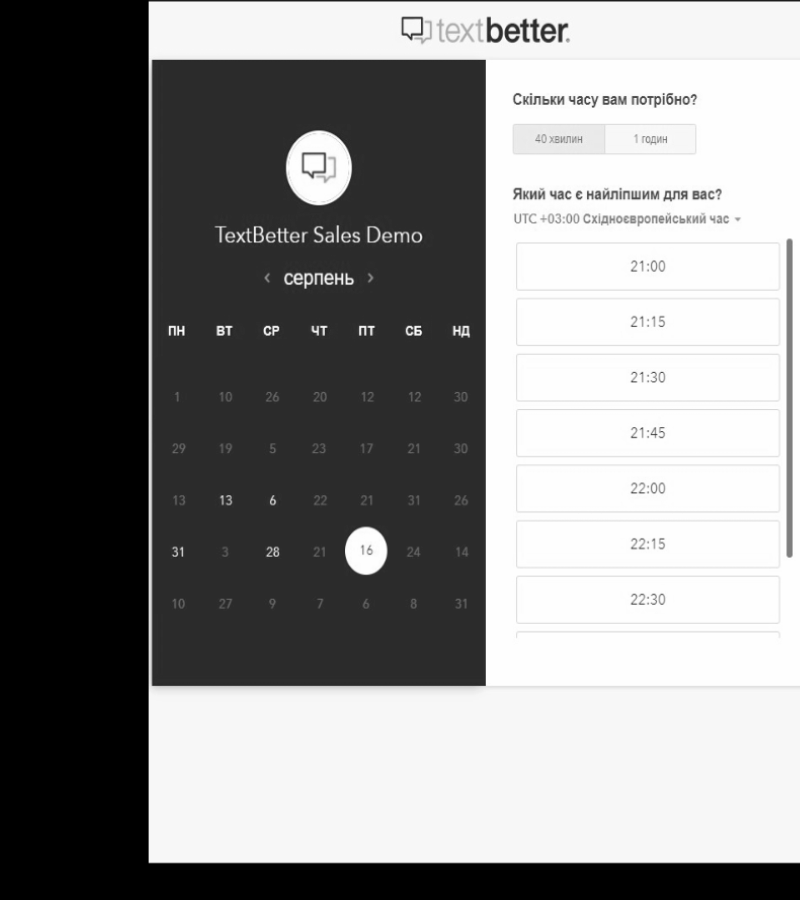 textbetter.
TextBetter Sales Demo
‹ серпень ›
ПН ВТ СР ЧТ ПТ СБ НД
1 10 26 20 12 12 30
29 19 5 23 17 21 30
13 13 6 22 21 31 26
31 3 28 21 16 24 14
10 27 9 7 6 8 31
Скільки часу вам потрібно?
40 хвилин 1 годин
Який час є найліпшим для вас?
UTC +03:00 Східноєвропейський час
21:00
21:15
21:30
21:45
22:00
22:15
22:30